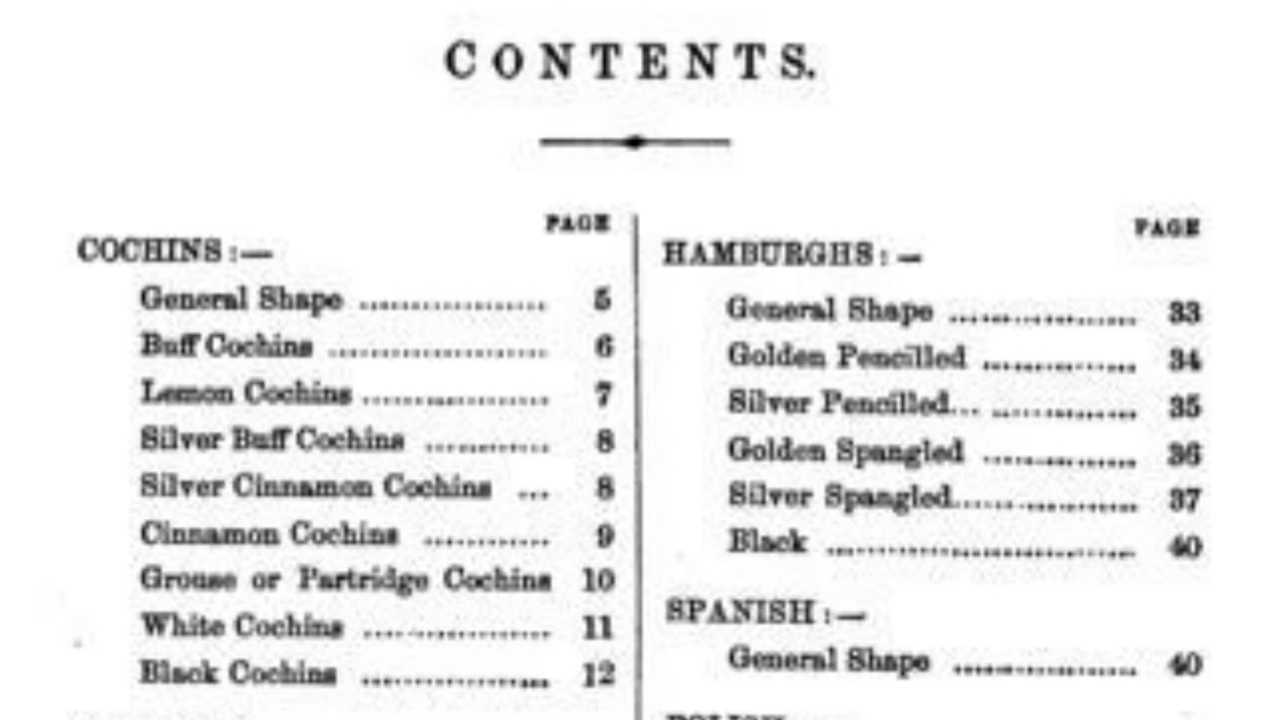 CONTENTS.
PAGE
COCHINS :—
General Shape .................... 5
Buff Cochins ........................ 6
Lemon Cochins .................... 7
Silver Buff Cochins ............. 8
Silver Cinnamon Cochins ... 8
Cinnamon Cochins ............. 9
Grouse or Partridge Cochins 10
White Cochins .................... 11
Black Cochins .................... 12
PAGE
HAMBURGHS : —
General Shape .................... 33
Golden Pencilled ................ 34
Silver Pencilled... ................ 35
Golden Spangled ................ 36
Silver Spangled.................... 37
Black ................................. 40
SPANISH :—
General Shape .................... 40